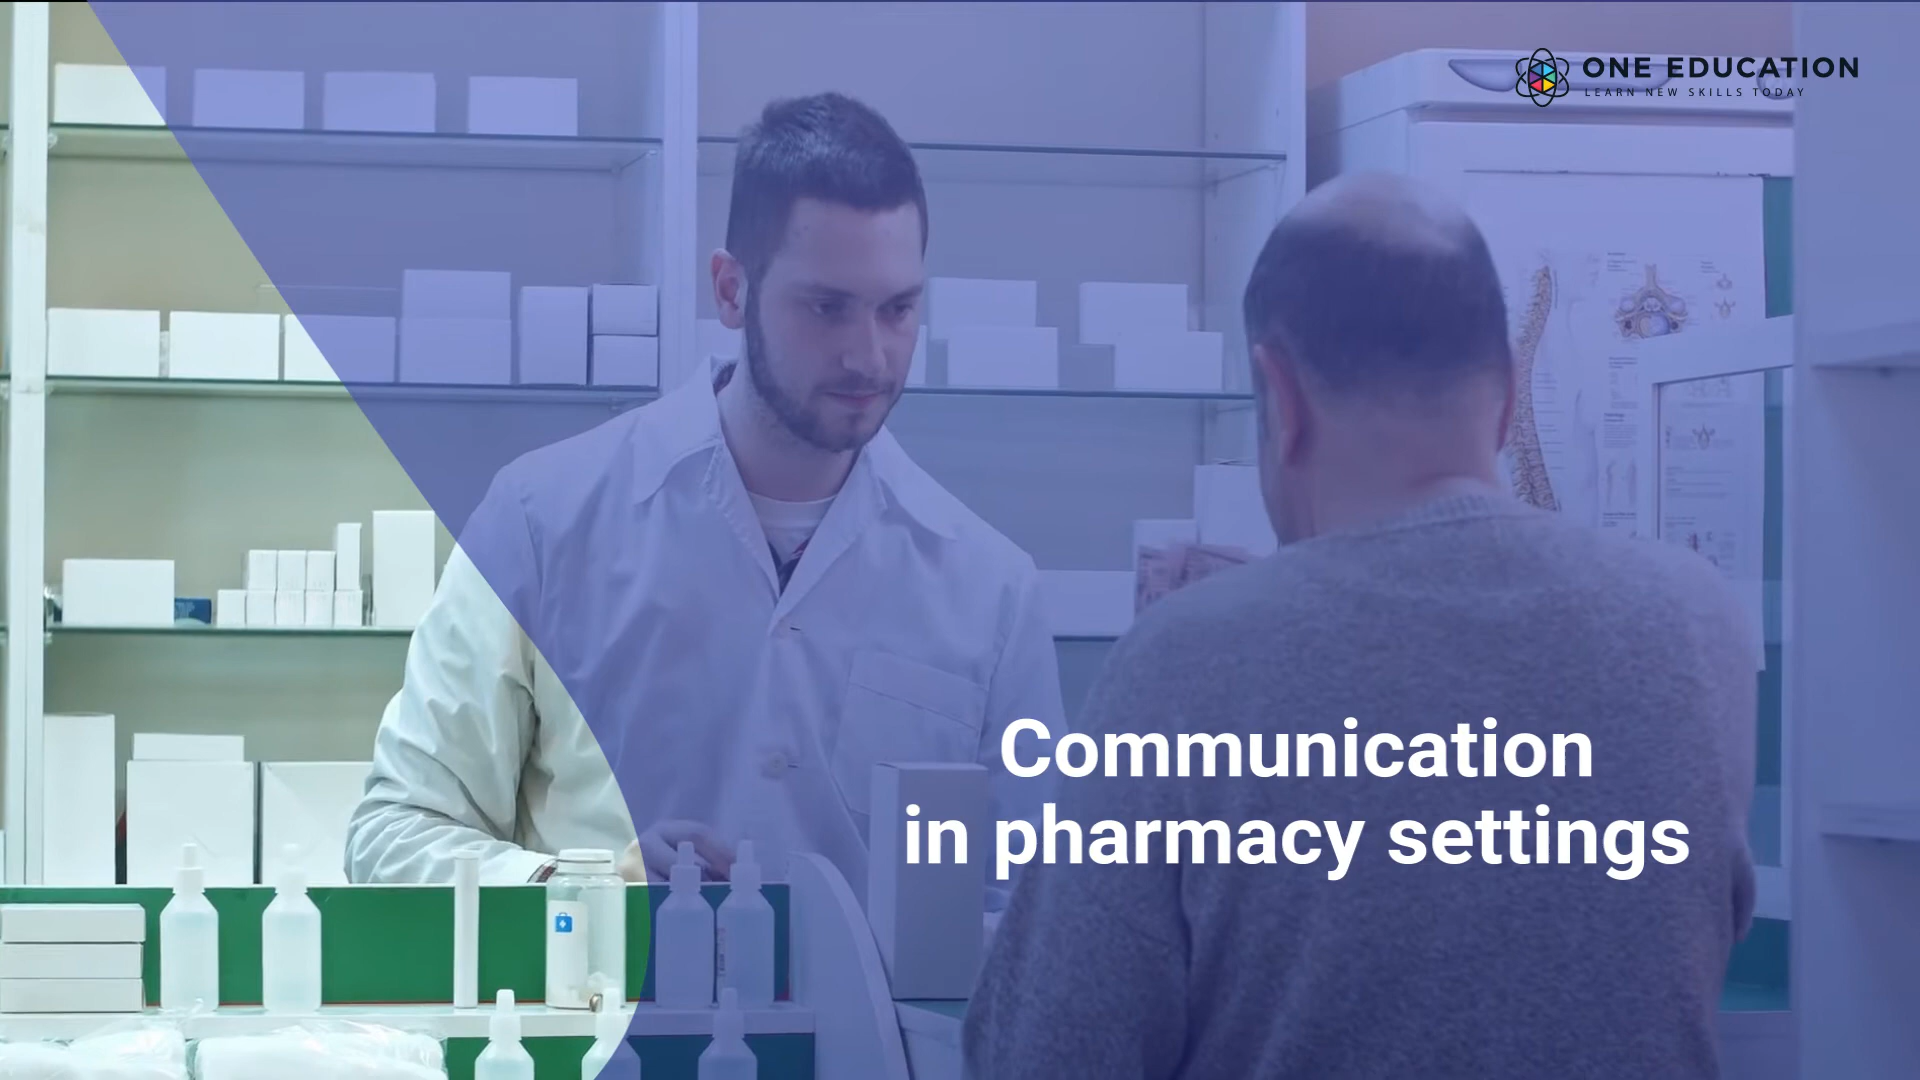 ONE EDUCATION
LEARN NEW SKILLS TODAY
Communication
in pharmacy settings